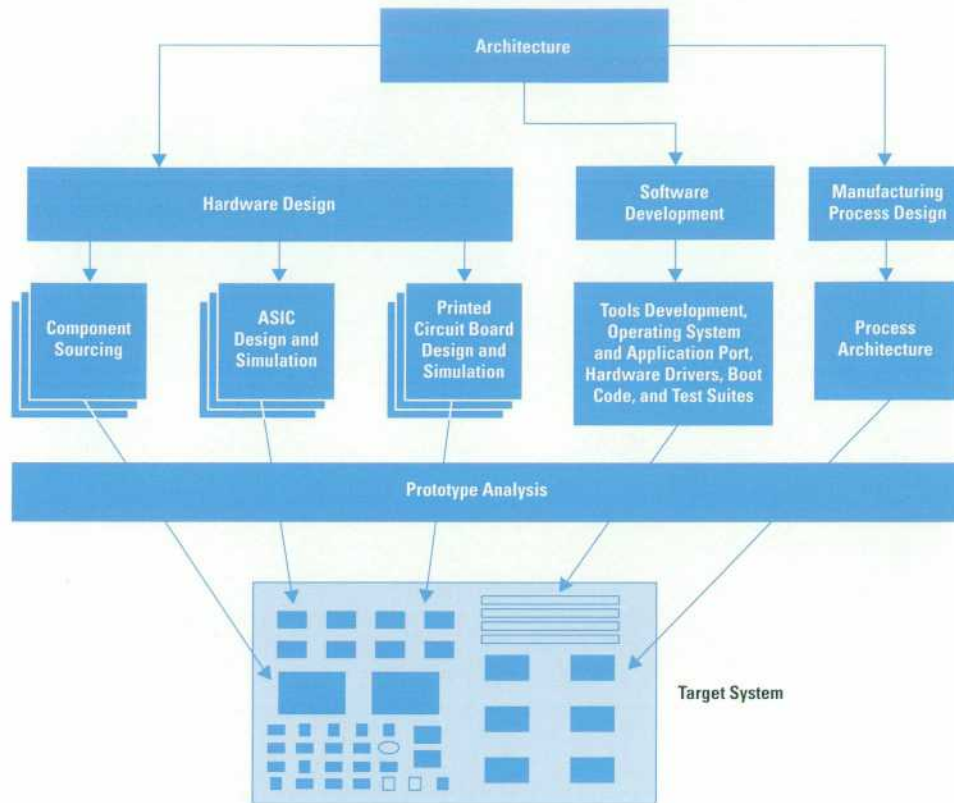 Architecture
Hardware Design
Software
Development
Manufacturing
Process Design
Component
Sourcing
ASIC
Design and
Simulation
Printed
Circuit Board
Design and
Simulation
Tools Development,
Operating System
and Application Port,
Hardware Drivers, Boot
Code, and Test Suites
Process
Architecture
Prototype Analysis
Target System